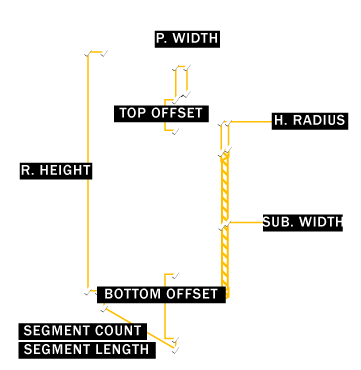 P. WIDTH
TOP OFFSET
H. RADIUS
R. HEIGHT
SUB. WIDTH
BOTTOM OFFSET
SEGMENT COUNT
SEGMENT LENGTH